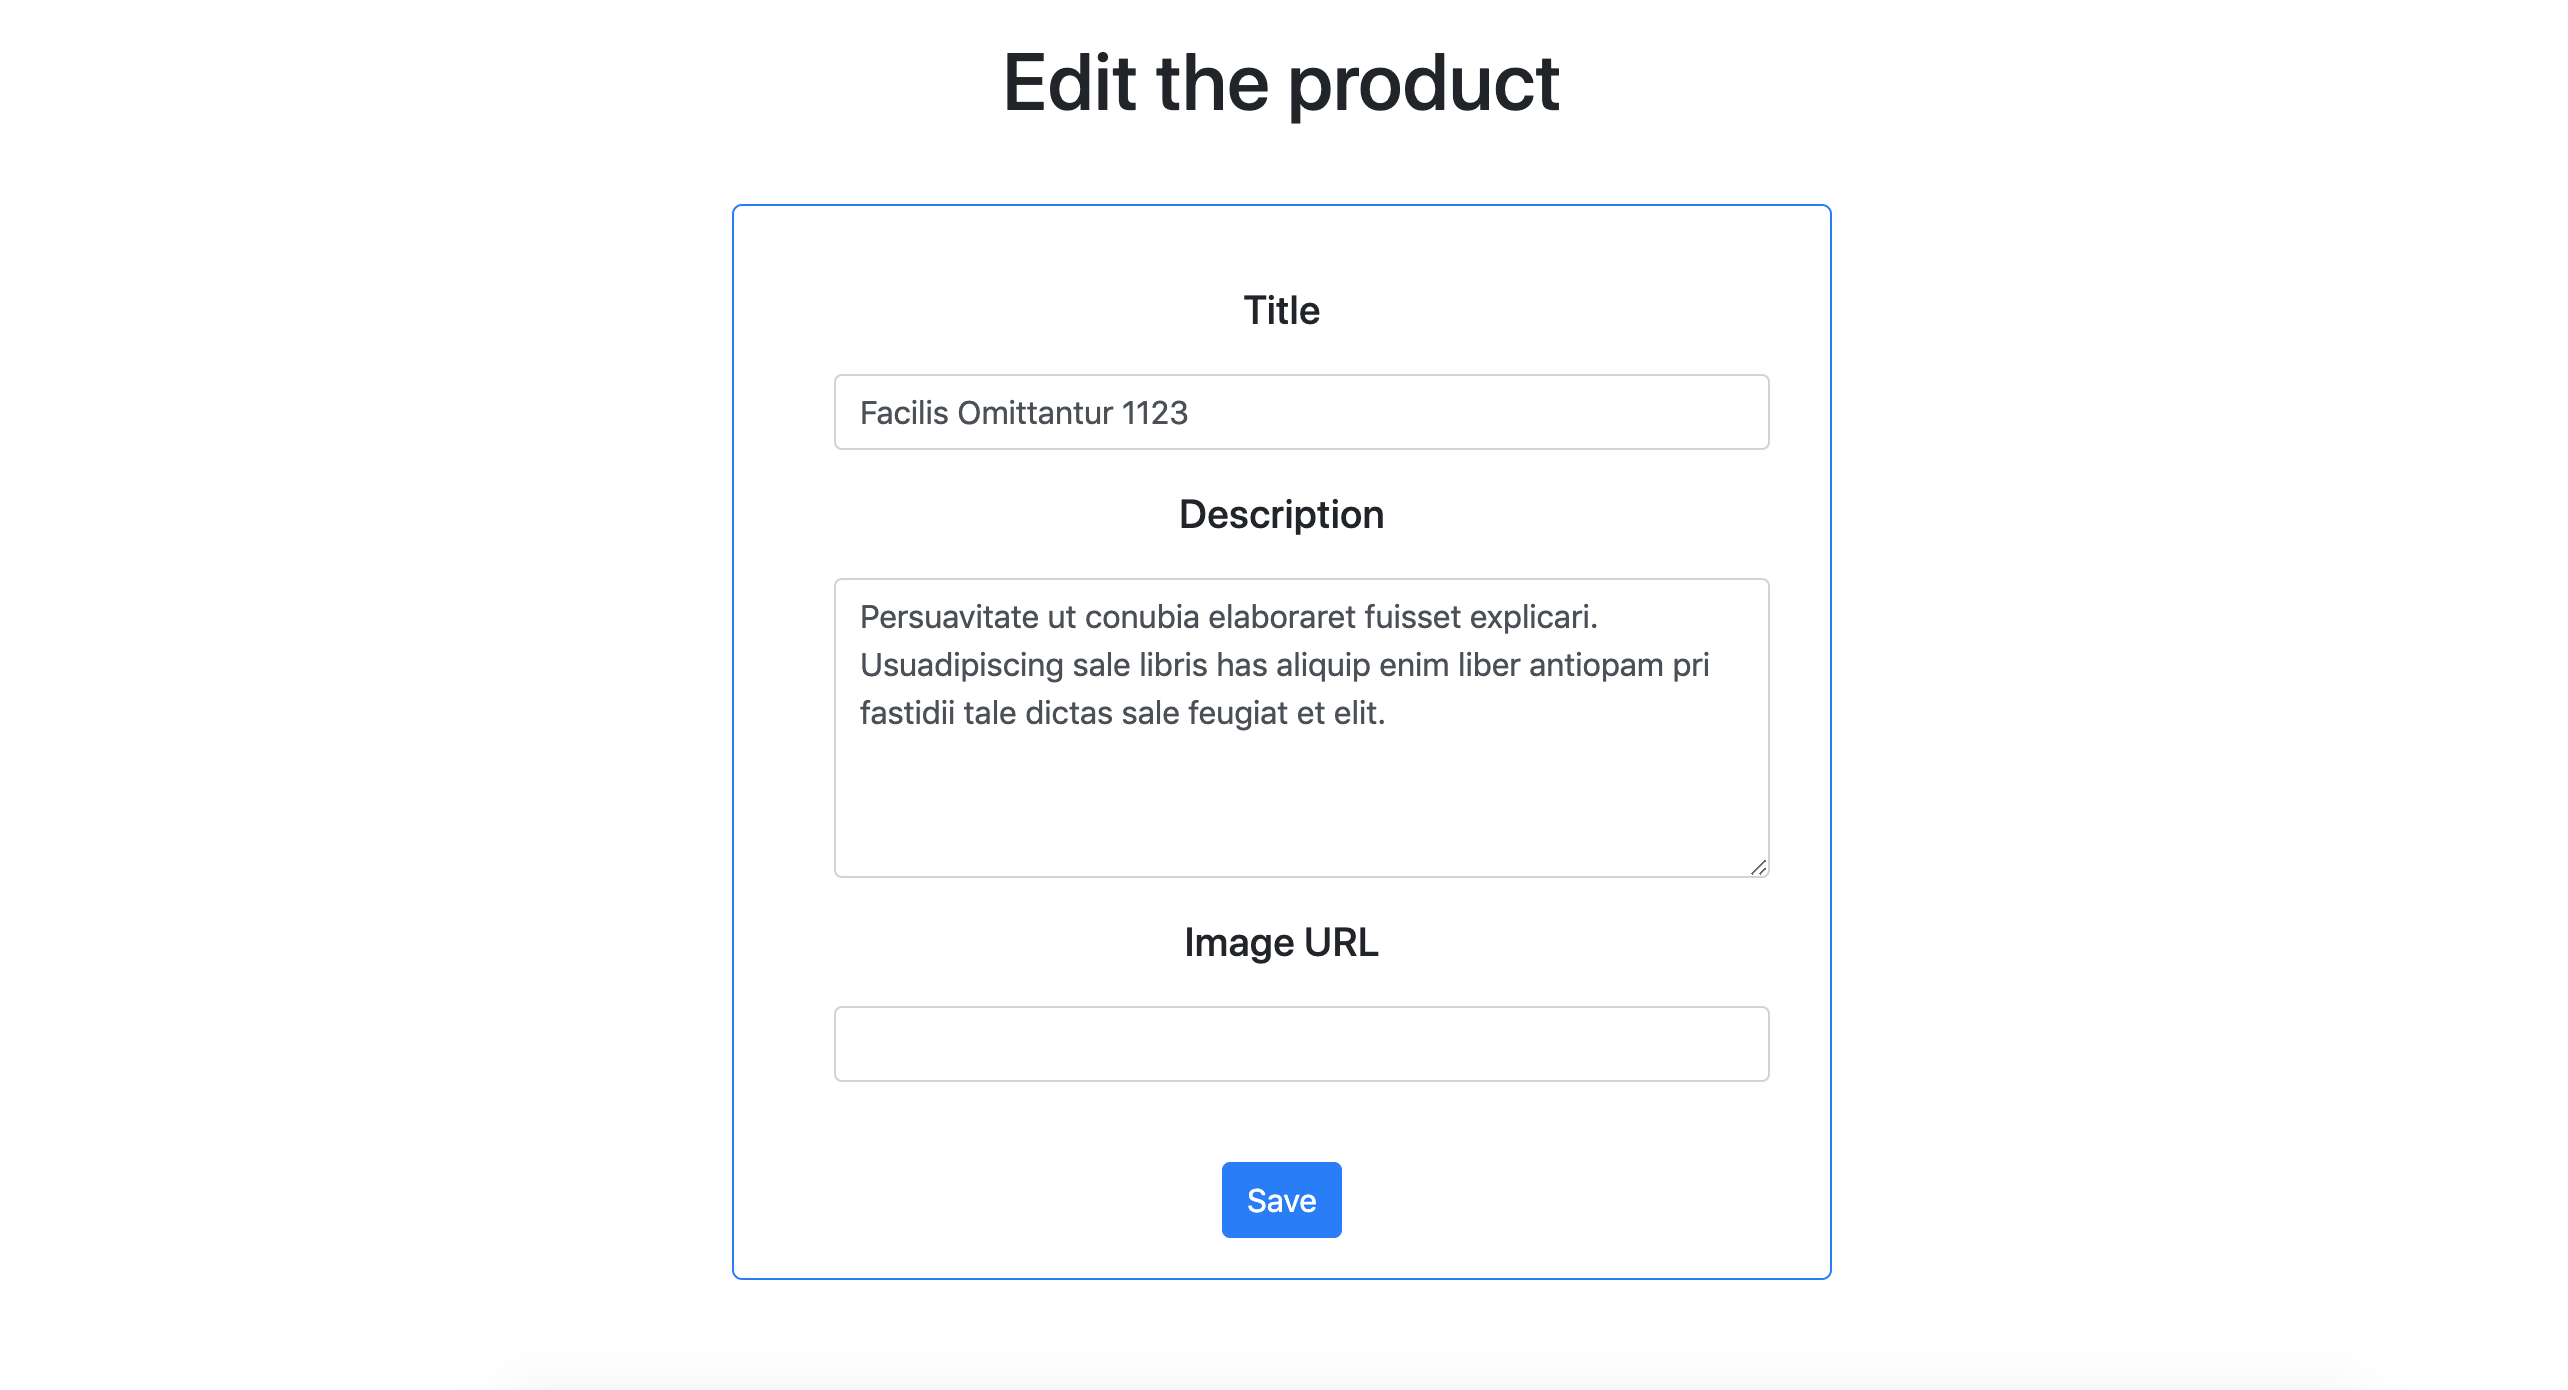 Edit the product
Title
Facilis Omittantur 1123
Description
Persuavitate ut conubia elaboraret fuisset explicari.
Usuadipiscing sale libris has aliquip enim liber antiopam pri
fastidii tale dictas sale feugiat et elit.
Image URL
Save